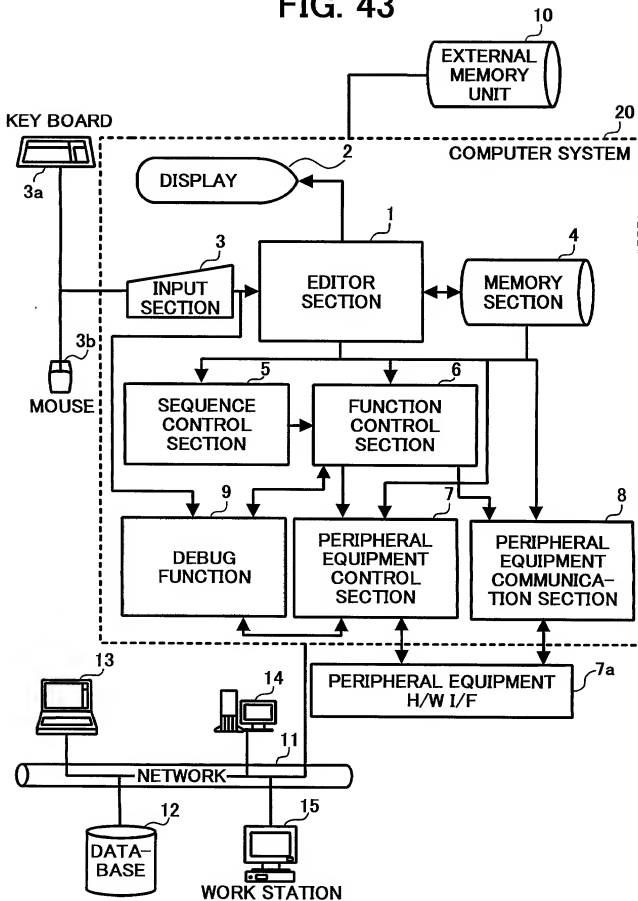 FIG. 43
10
EXTERNAL
MEMORY
UNIT
20
KEY BOARD
COMPUTER SYSTEM
3a
2
DISPLAY
1
3
4
INPUT
SECTION
EDITOR
SECTION
MEMORY
SECTION
3b
MOUSE
5
6
SEQUENCE
CONTROL
SECTION
FUNCTION
CONTROL
SECTION
9
7
8
DEBUG
FUNCTION
PERIPHERAL
EQUIPMENT
CONTROL
SECTION
PERIPHERAL
EQUIPMENT
COMMUNICA-
TION SECTION
13
14
7a
PERIPHERAL EQUIPMENT
H/W I/F
11
NETWORK
12
15
DATA-
BASE
WORK STATION